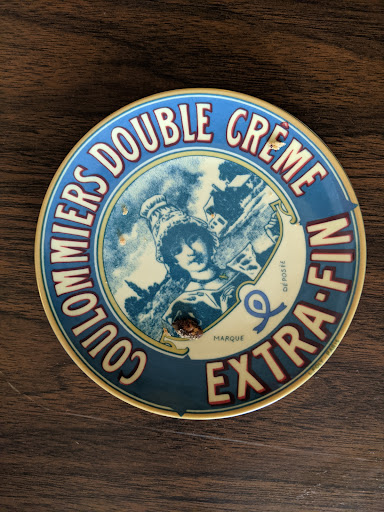 COULOMMIERS DOUBLE CRÈME
EXTRA-FIN
MARQUE DÉPOSÉE